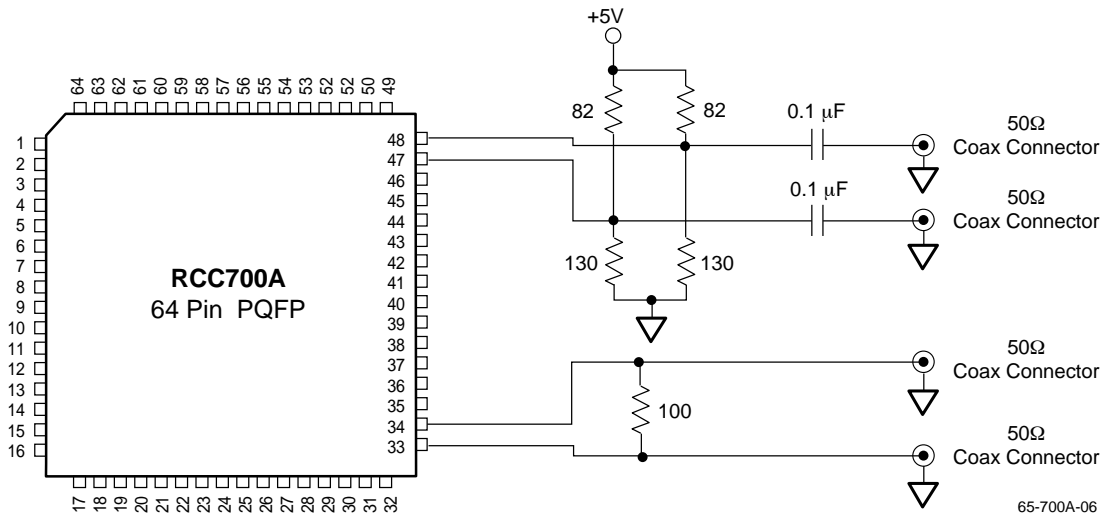 +5V
64 63 62 61 60 59 58 57 56 55 54 53 52 52 50 49
82
82
0.1 μF
50Ω
Coax Connector
0.1 μF
50Ω
Coax Connector
1
2
3
4
5
6
7
8
9
10
11
12
13
14
15
16
RCC700A
64 Pin PQFP
48
47
46
45
44
43
42
41
40
39
38
37
36
35
34
33
130
130
50Ω
Coax Connector
100
50Ω
Coax Connector
17 18 19 20 21 22 23 24 25 26 27 28 29 30 31 32
65-700A-06